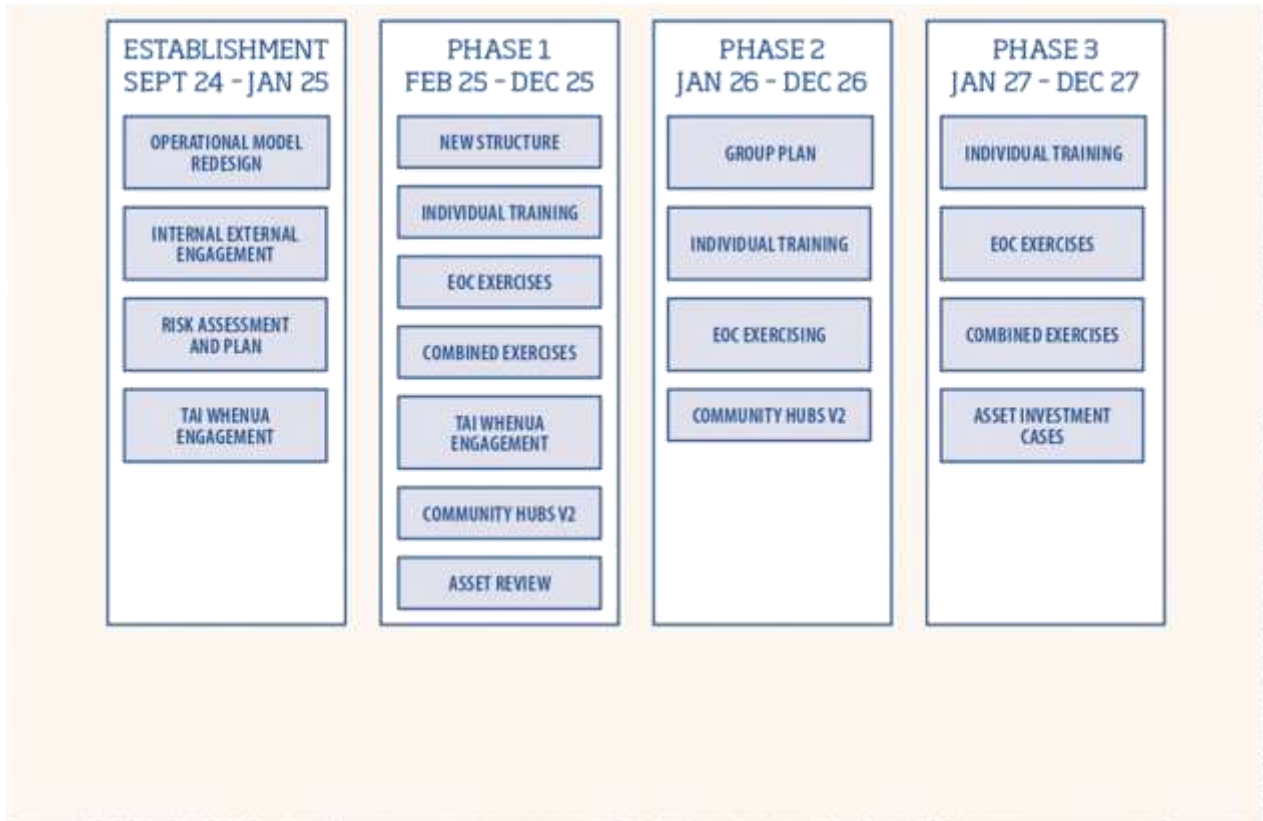 ESTABLISHMENT
SEPT 24 - JAN 25
OPERATIONAL MODEL
REDESIGN
INTERNAL EXTERNAL
ENGAGEMENT
RISK ASSESSMENT
AND PLAN
TAI WHENUA
ENGAGEMENT
PHASE 1
FEB 25 - DEC 25
NEW STRUCTURE
INDIVIDUAL TRAINING
EOC EXERCISES
COMBINED EXERCISES
TAI WHENUA
ENGAGEMENT
COMMUNITY HUBS V2
ASSET REVIEW
PHASE 2
JAN 26 - DEC 26
GROUP PLAN
INDIVIDUAL TRAINING
EOC EXERCISING
COMMUNITY HUBS V2
PHASE 3
JAN 27 - DEC 27
INDIVIDUAL TRAINING
EOC EXERCISES
COMBINED EXERCISES
ASSET INVESTMENT
CASES